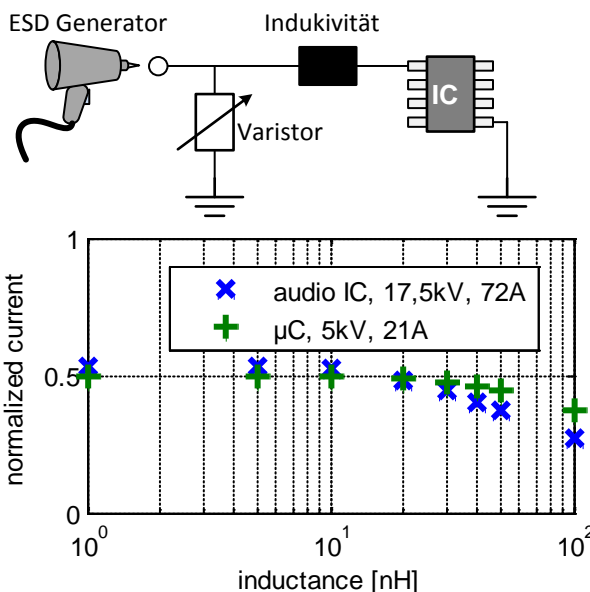 ESD Generator
Indukivität
IC
Varistor
1
0.5
0
normalized current
audio IC, 17,5kV, 72A
µC, 5kV, 21A
10⁰
10¹
10²
inductance [nH]